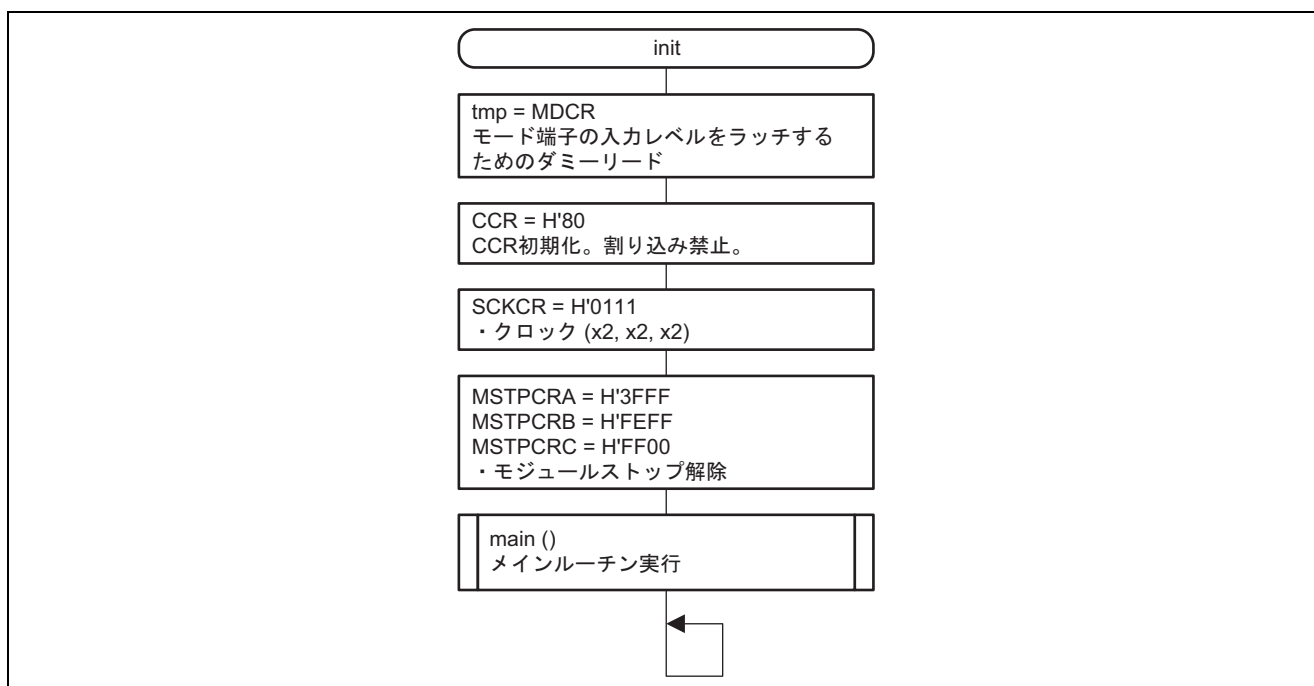 init
tmp = MDCR
モード端子の入力レベルをラッチする
ためのダミーリード
CCR = H'80
CCR初期化。割り込み禁止。
SCKCR = H'0111
・クロック (x2, x2, x2)
MSTPCRA = H'3FFF
MSTPCRB = H'FEFF
MSTPCRC = H'FF00
・モジュールストップ解除
main ()
メインルーチン実行